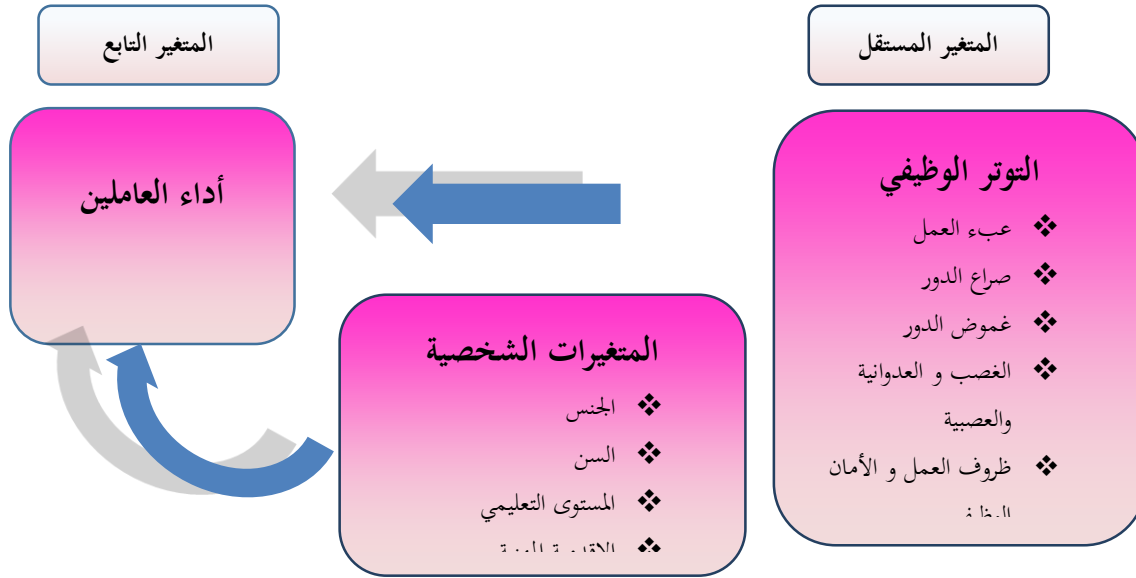 المتغير المستقل
المتغير التابع
التوتر الوظيفي
❖ عبء العمل
❖ صراع الدور
❖ غموض الدور
❖ الغصب و العدوانية
والعصبية
❖ ظروف العمل و الأمان
أداء العاملين
المتغيرات الشخصية
❖ الجنس
❖ السن
❖ المستوى التعليمي